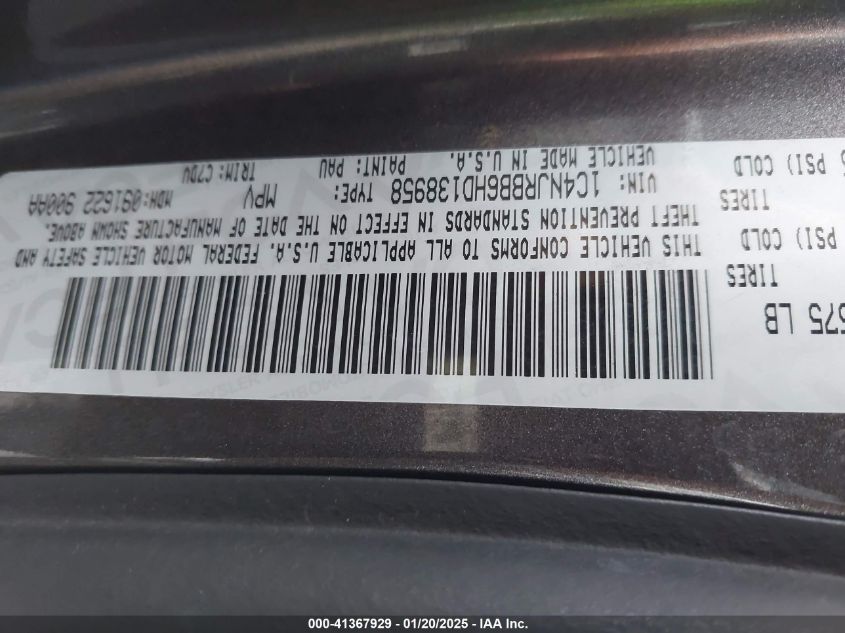 575 LB
TIRES
PSI) COLD
PSI) COLD
THIS VEHICLE CONFORMS TO ALL APPLICABLE U.S.A. FEDERAL MOTOR VEHICLE SAFETY AND
THEFT PREVENTION STANDARDS IN EFFECT ON THE DATE OF MANUFACTURE SHOWN ABOVE.
VIN: 1C4NJRBB6HD138958 TYPE: MPV MDH: 091622 900AA
VEHICLE MADE IN U.S.A. PAINT: PAU TRIM: C7DV
000-41367929 - 01/20/2025 - IAA Inc.